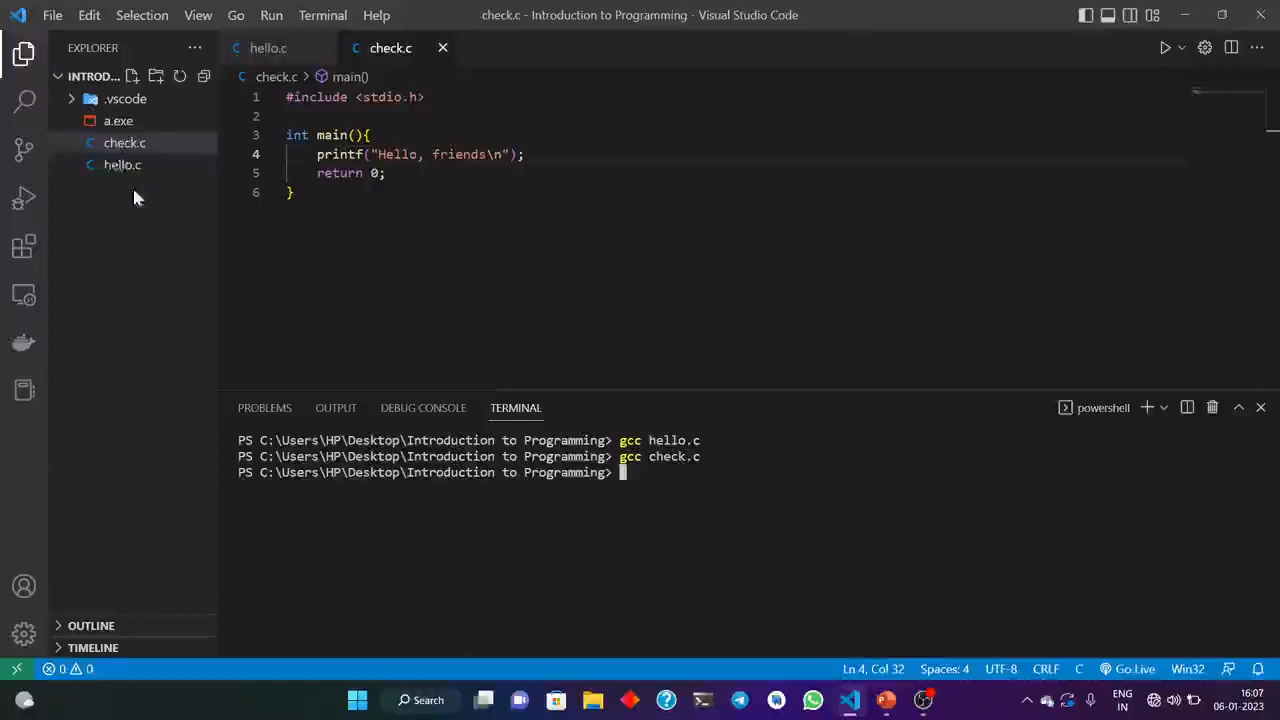 File Edit Selection View Go Run Terminal Help check.c - Introduction to Programming - Visual Studio Code
EXPLORER
hello.c check.c
INTROD...
check.c > main()
.vscode
a.exe
check.c
hello.c
1 #include <stdio.h>
2
3 int main(){
4 printf("Hello, friends\n");
5 return 0;
6 }
PROBLEMS OUTPUT DEBUG CONSOLE TERMINAL powershell
PS C:\Users\HP\Desktop\Introduction to Programming> gcc hello.c
PS C:\Users\HP\Desktop\Introduction to Programming> gcc check.c
PS C:\Users\HP\Desktop\Introduction to Programming>
OUTLINE
TIMELINE
0 0 Ln 4, Col 32 Spaces: 4 UTF-8 CRLF C Go Live Win32
Search ENG IN 16:07 06-01-2023